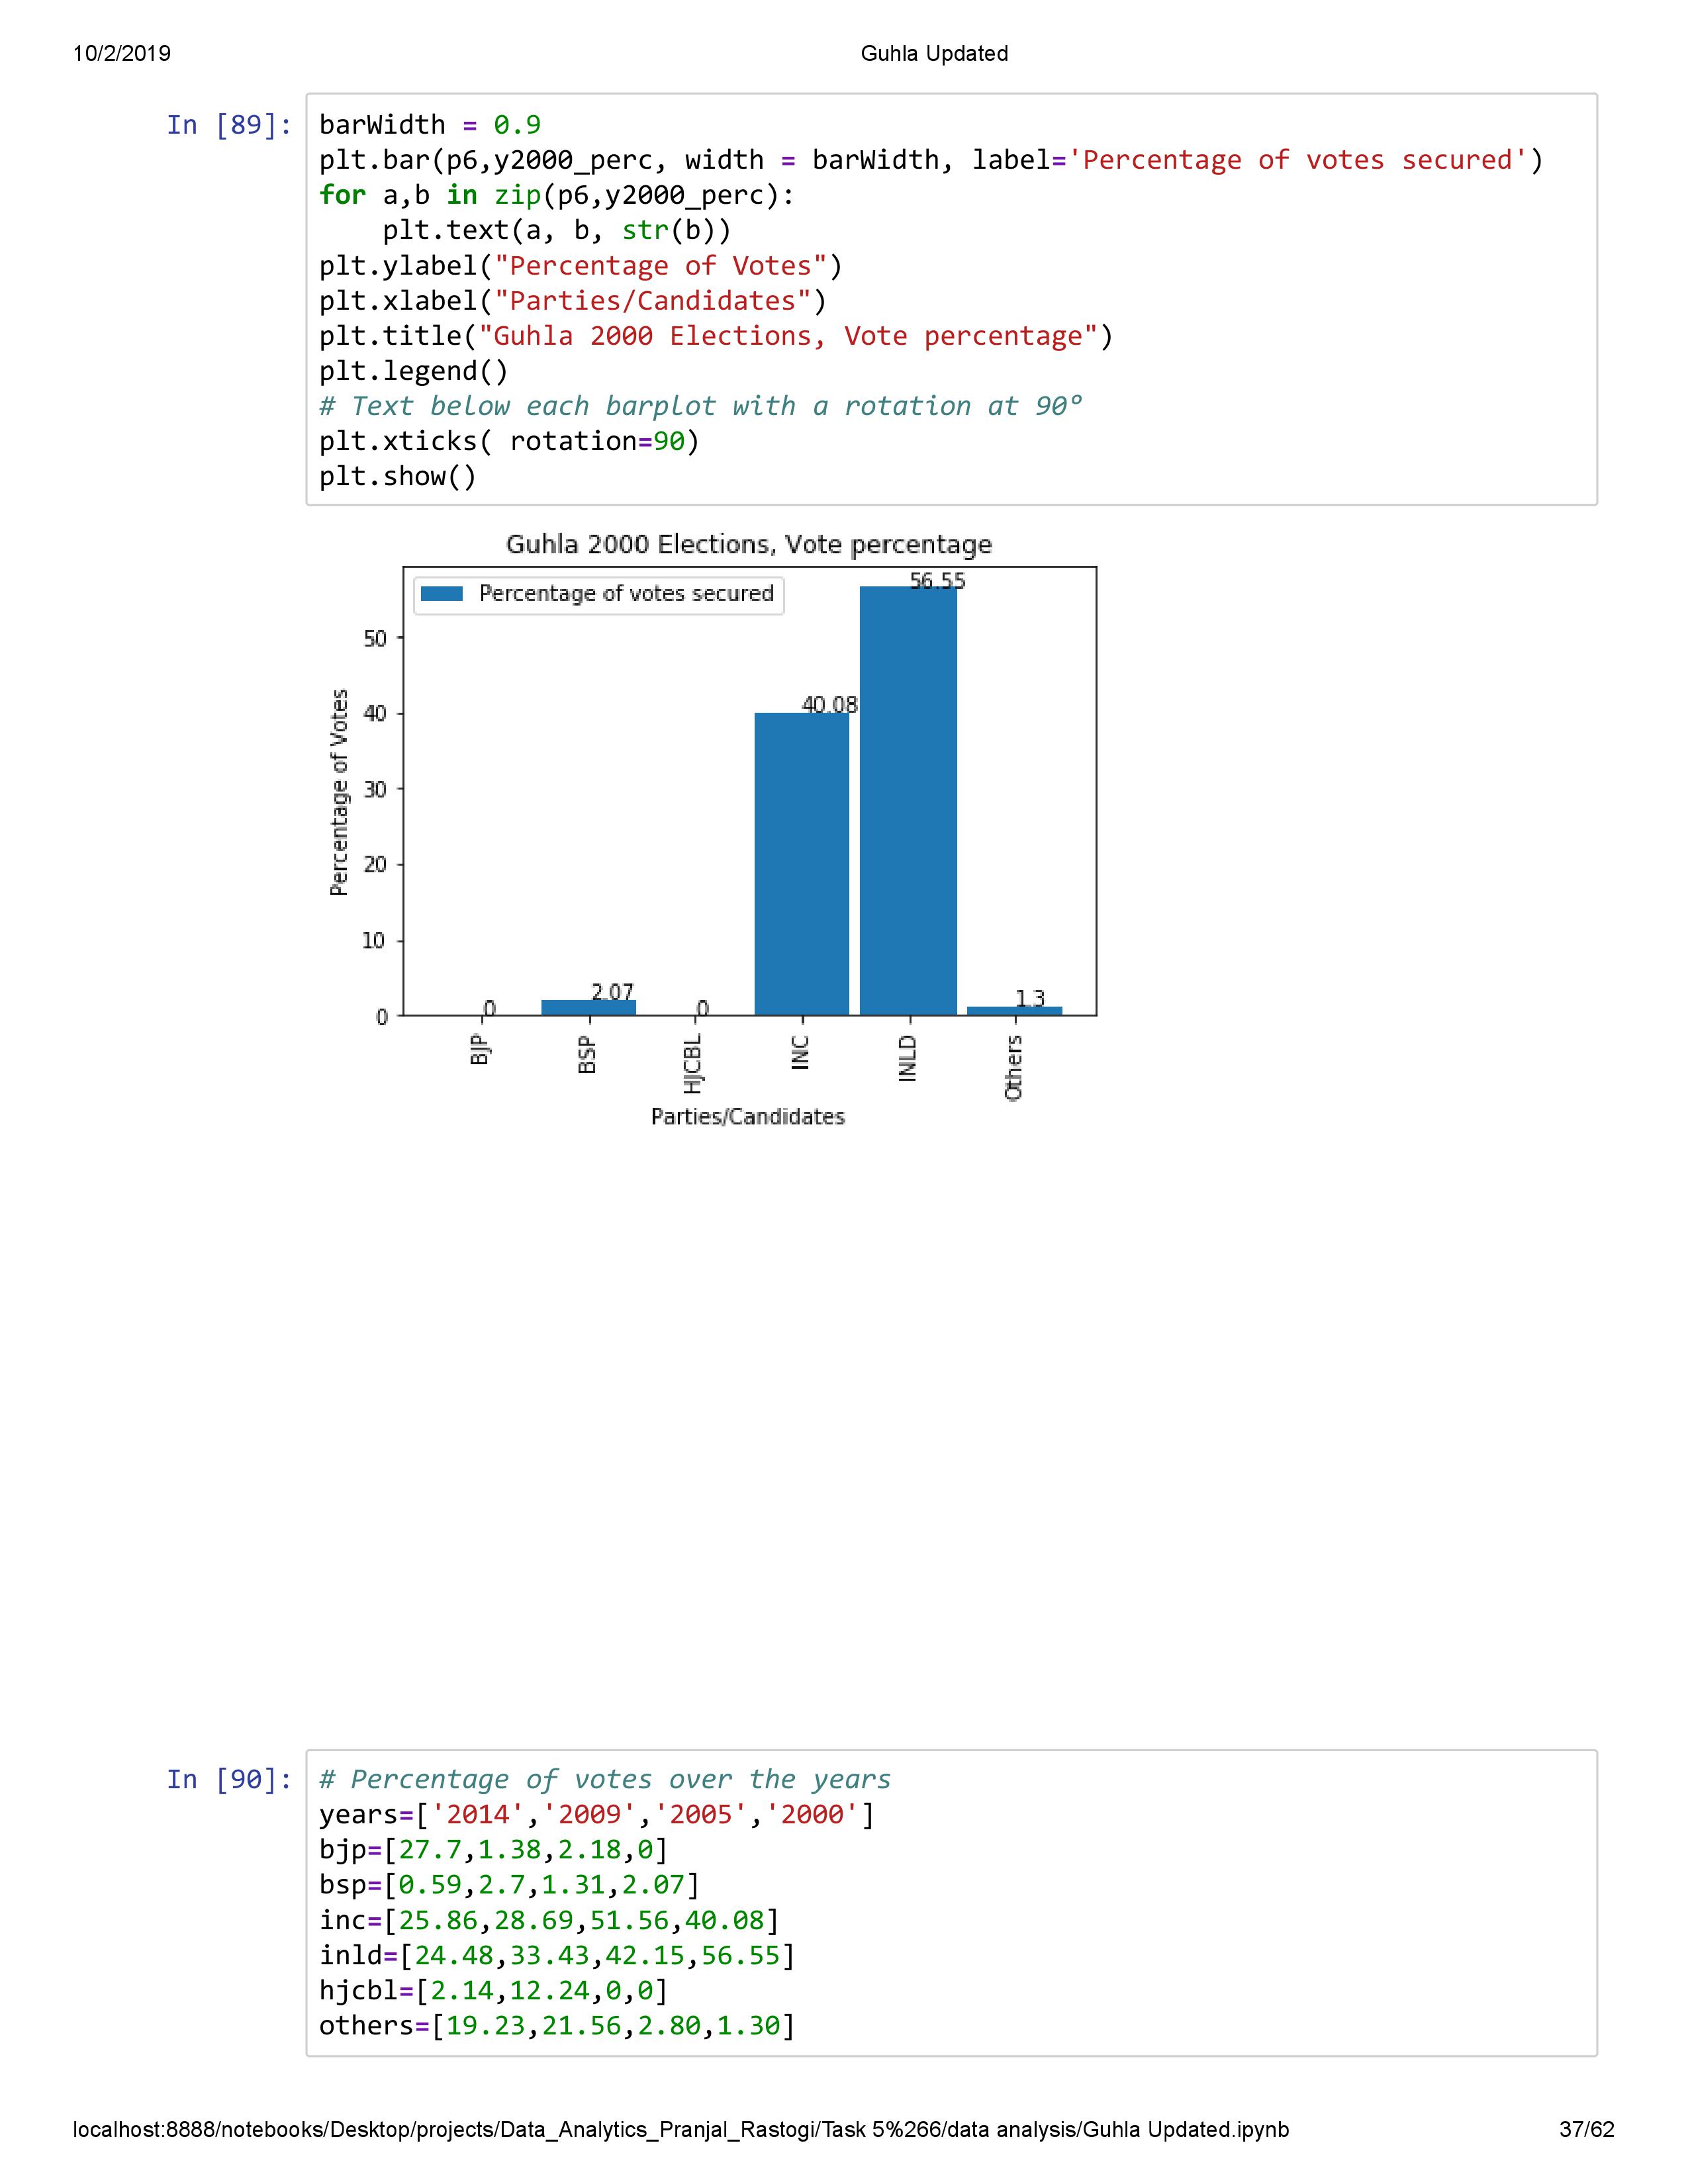 10/2/2019 Guhla Updated
In [89]: barWidth = 0.9
plt.bar(p6,y2000_perc, width = barWidth, label='Percentage of votes secured')
for a,b in zip(p6,y2000_perc):
    plt.text(a, b, str(b))
plt.ylabel("Percentage of Votes")
plt.xlabel("Parties/Candidates")
plt.title("Guhla 2000 Elections, Vote percentage")
plt.legend()
# Text below each barplot with a rotation at 90º
plt.xticks( rotation=90)
plt.show()
Guhla 2000 Elections, Vote percentage
Percentage of votes secured
56.55
50
40.08
40
30
20
10
2.07
1.3
0
0
0
Percentage of Votes
BJP
BSP
HJCBL
INC
INLD
Others
Parties/Candidates
In [90]: # Percentage of votes over the years
years=['2014','2009','2005','2000']
bjp=[27.7,1.38,2.18,0]
bsp=[0.59,2.7,1.31,2.07]
inc=[25.86,28.69,51.56,40.08]
inld=[24.48,33.43,42.15,56.55]
hjcbl=[2.14,12.24,0,0]
others=[19.23,21.56,2.80,1.30]
localhost:8888/notebooks/Desktop/projects/Data_Analytics_Pranjal_Rastogi/Task 5%266/data analysis/Guhla Updated.ipynb 37/62